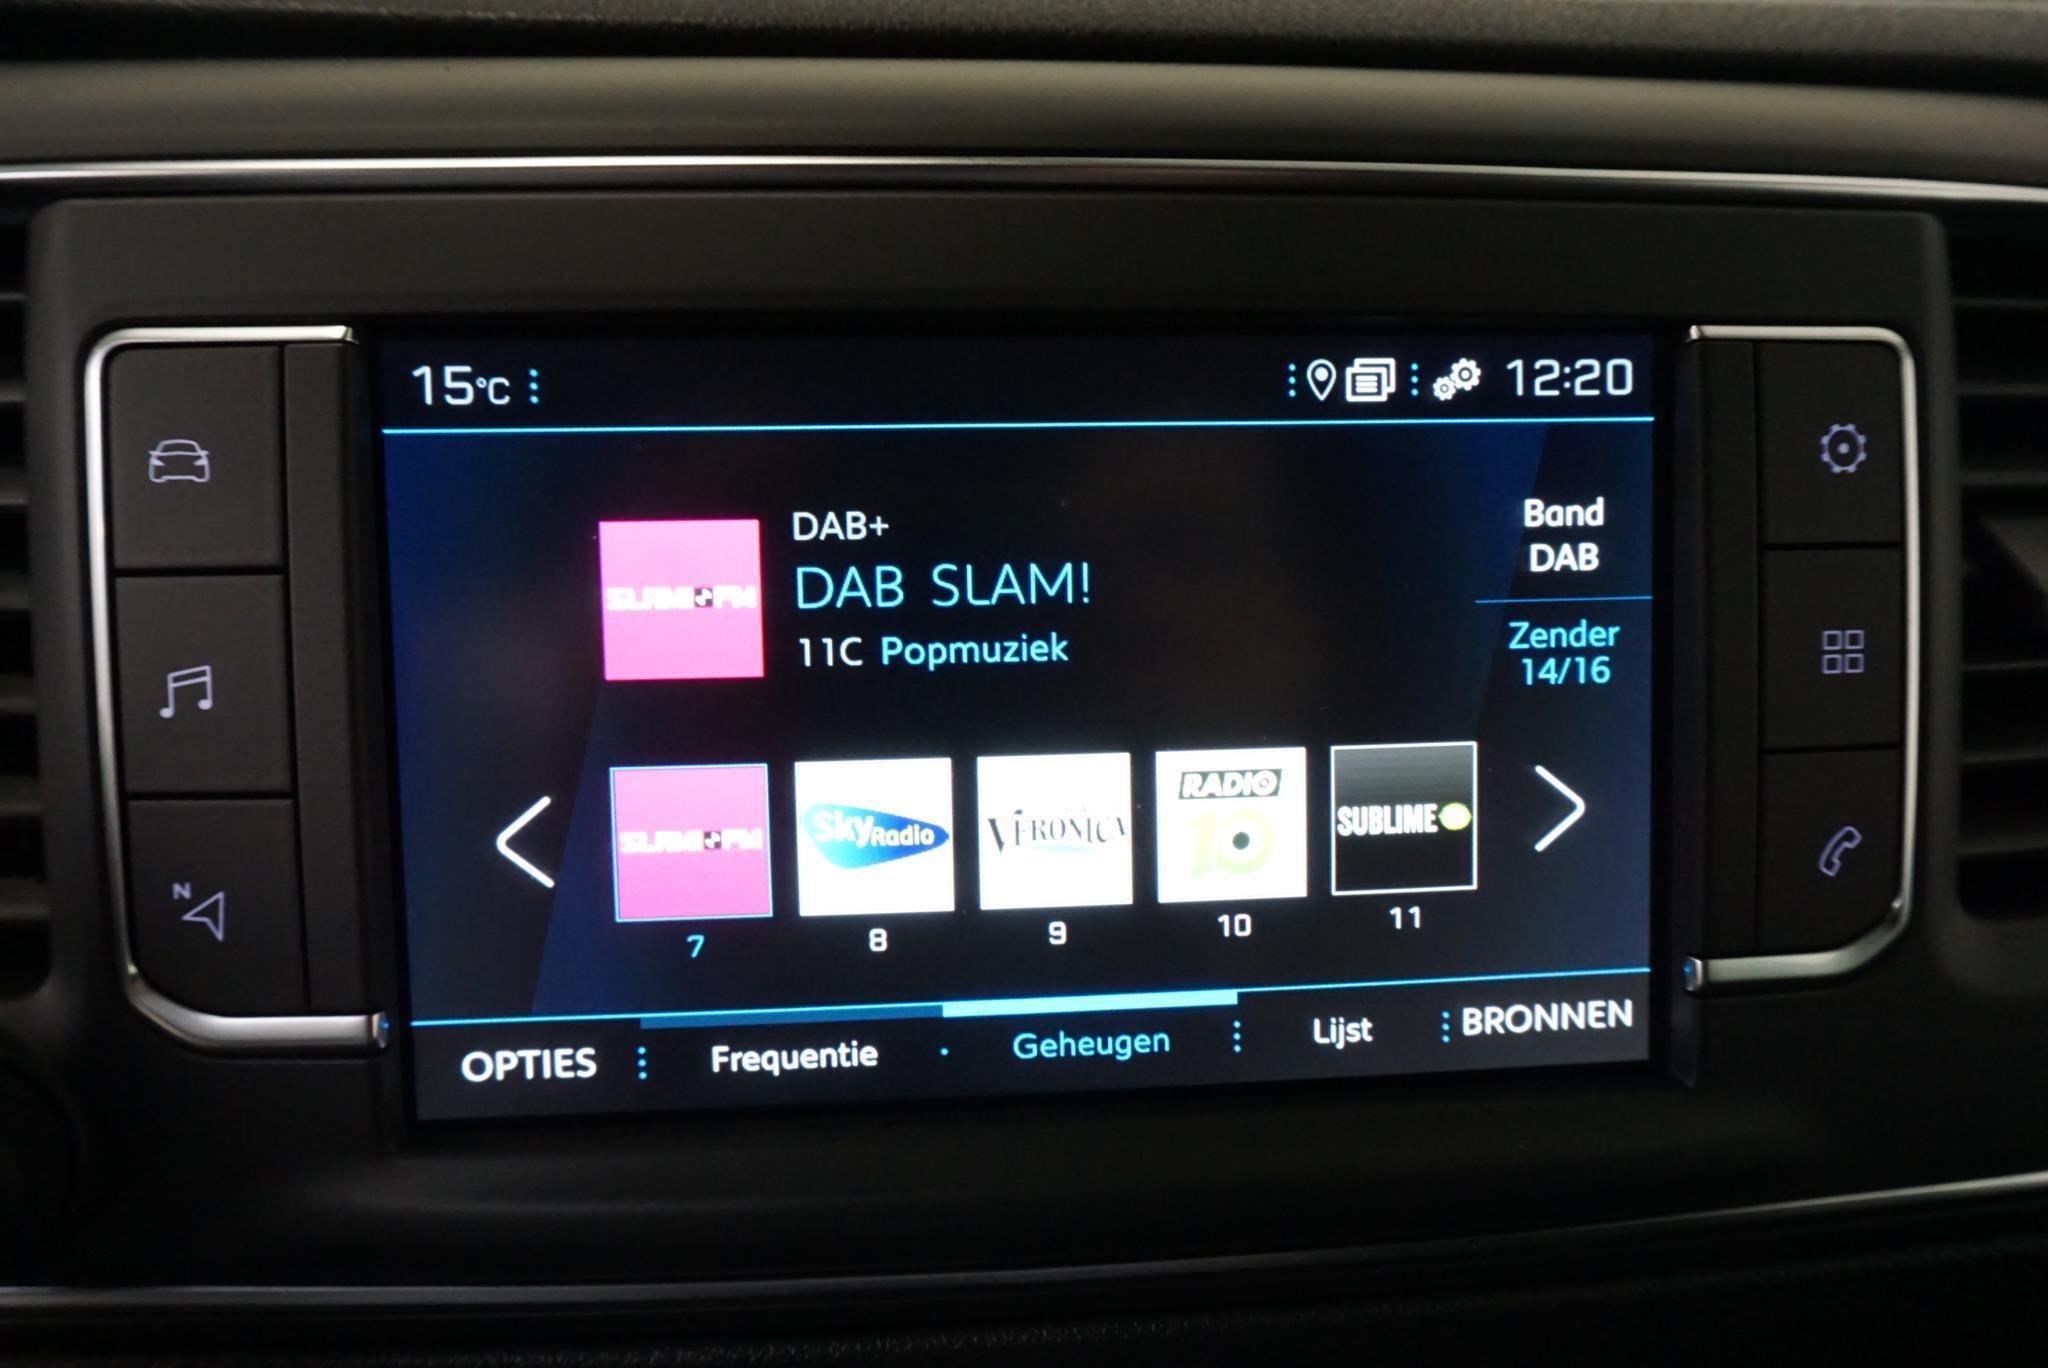 15°C
12:20
DAB+
DAB SLAM!
11C Popmuziek
Band
DAB
Zender
14/16
SLAM! FM
SLAM! FM
Sky Radio
VERONICA
RADIO
10
SUBLIME
7
8
9
10
11
N
OPTIES
Frequentie
Geheugen
Lijst
BRONNEN